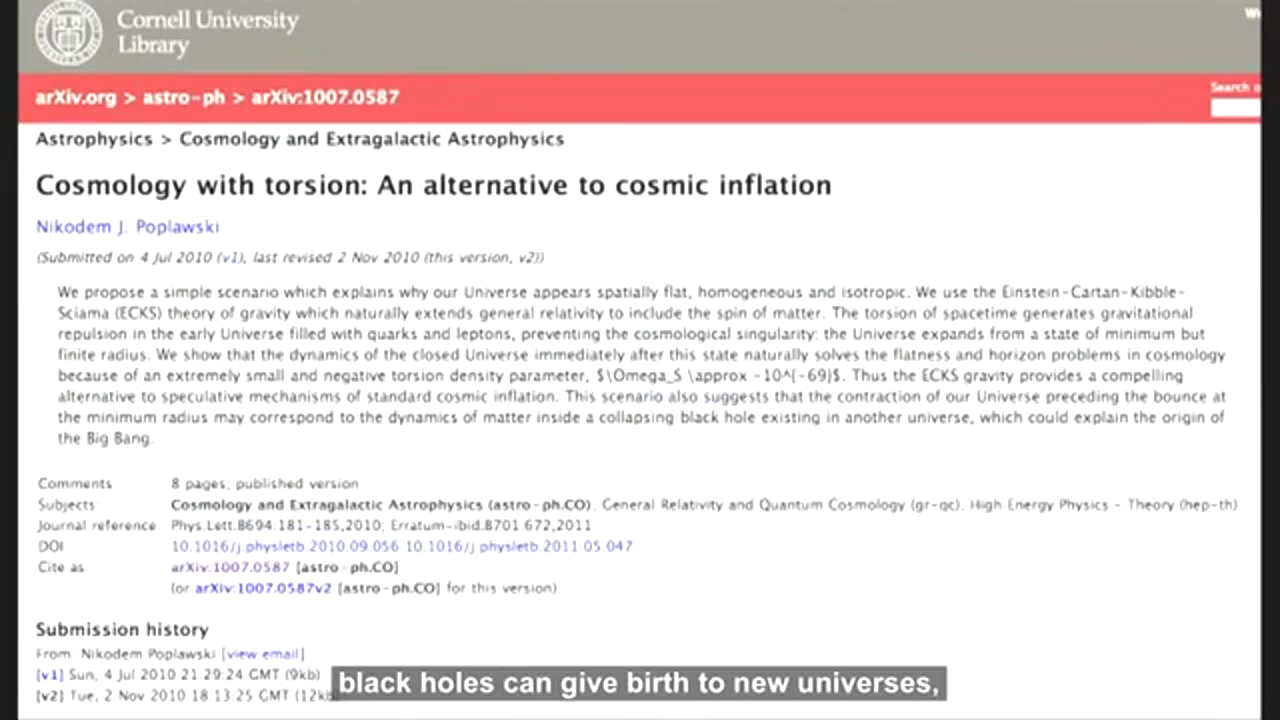 Cornell University
Library
arXiv.org > astro-ph > arXiv:1007.0587
Search o
Astrophysics > Cosmology and Extragalactic Astrophysics
Cosmology with torsion: An alternative to cosmic inflation
Nikodem J. Poplawski
(Submitted on 4 Jul 2010 (v1), last revised 2 Nov 2010 (this version, v2))
We propose a simple scenario which explains why our Universe appears spatially flat, homogeneous and isotropic. We use the Einstein-Cartan-Kibble-
Sciama (ECKS) theory of gravity which naturally extends general relativity to include the spin of matter. The torsion of spacetime generates gravitational
repulsion in the early Universe filled with quarks and leptons, preventing the cosmological singularity: the Universe expands from a state of minimum but
finite radius. We show that the dynamics of the closed Universe immediately after this state naturally solves the flatness and horizon problems in cosmology
because of an extremely small and negative torsion density parameter, $\Omega_S \approx -10^{-69}$. Thus the ECKS gravity provides a compelling
alternative to speculative mechanisms of standard cosmic inflation. This scenario also suggests that the contraction of our Universe preceding the bounce at
the minimum radius may correspond to the dynamics of matter inside a collapsing black hole existing in another universe, which could explain the origin of
the Big Bang.
Comments 8 pages; published version
Subjects Cosmology and Extragalactic Astrophysics (astro-ph.CO). General Relativity and Quantum Cosmology (gr-qc). High Energy Physics - Theory (hep-th)
Journal reference Phys.Lett.B694.181-185,2010; Erratum-ibid.B701 672,2011
DOI 10.1016/j.physletb.2010.09.056 10.1016/j.physletb.2011.05.047
Cite as arXiv:1007.0587 [astro-ph.CO]
(or arXiv:1007.0587v2 [astro-ph.CO] for this version)
Submission history
From Nikodem Poplawski [view email]
[v1] Sun, 4 Jul 2010 21 29:24 GMT (9kb)
[v2] Tue, 2 Nov 2010 18 13:25 GMT (12kb
black holes can give birth to new universes,